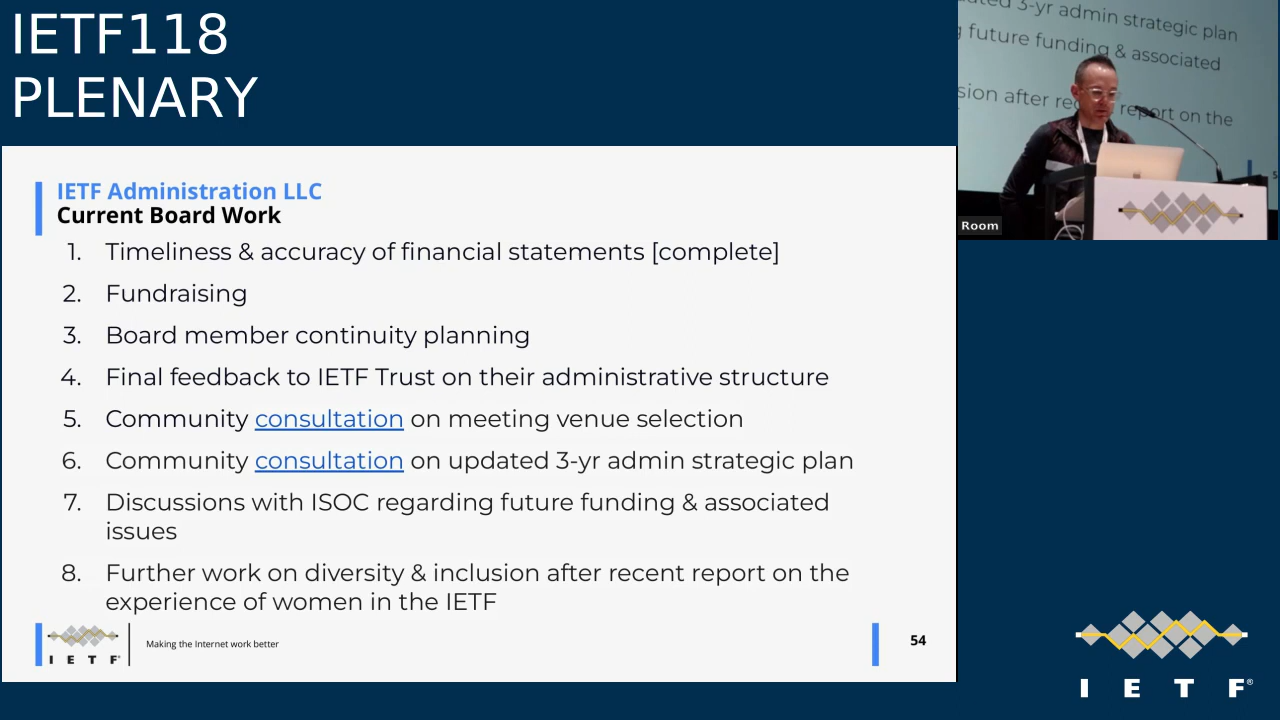 IETF118
PLENARY
IETF Administration LLC
Current Board Work
1. Timeliness & accuracy of financial statements [complete]
2. Fundraising
3. Board member continuity planning
4. Final feedback to IETF Trust on their administrative structure
5. Community consultation on meeting venue selection
6. Community consultation on updated 3-yr admin strategic plan
7. Discussions with ISOC regarding future funding & associated
issues
8. Further work on diversity & inclusion after recent report on the
experience of women in the IETF
I E T F®
Making the Internet work better
54
3-yr admin strategic plan
future funding & associated
after report on the
Room
I E T F®